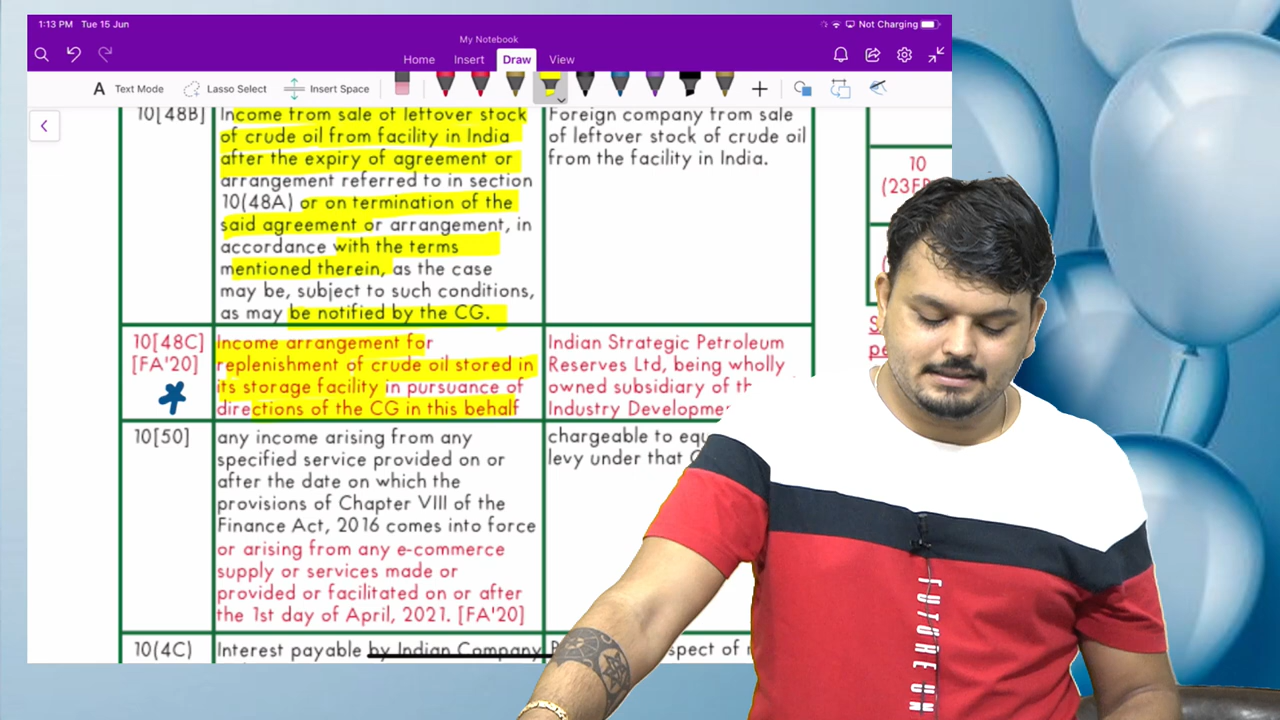 1:13 PM Tue 15 Jun
Not Charging
My Notebook
Home Insert Draw View
A Text Mode Lasso Select Insert Space
10[48B]
Income from sale of leftover stock
of crude oil from facility in India
after the expiry of agreement or
arrangement referred to in section
10(48A) or on termination of the
said agreement or arrangement, in
accordance with the terms
mentioned therein, as the case
may be, subject to such conditions,
as may be notified by the CG.
Foreign company from sale
of leftover stock of crude oil
from the facility in India.
10[48C]
[FA'20]
Income arrangement for
replenishment of crude oil stored in
its storage facility in pursuance of
directions of the CG in this behalf
Indian Strategic Petroleum
Reserves Ltd, being wholly
owned subsidiary of
Industry
10[50]
any income arising from any
specified service provided on or
after the date on which the
provisions of Chapter VIII of the
Finance Act, 2016 comes into force
or arising from any e-commerce
supply or services made or
provided or facilitated on or after
the 1st day of April, 2021. [FA'20]
chargeable to
levy under that
10(4C)
Interest payable by Indian Company
spect of
10
FUTURE